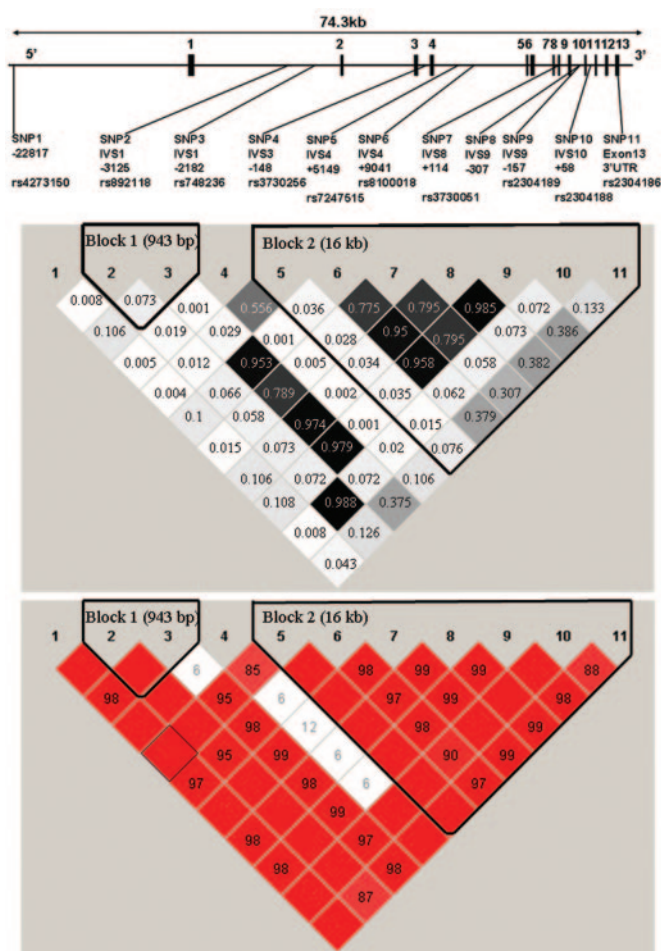 74.3kb
5' 1 2 3 4 56 78 9 10111213 3'
SNP1 SNP2 SNP3 SNP4 SNP5 SNP6 SNP7 SNP8 SNP9 SNP10 SNP11
-22817 IVS1 IVS1 IVS3 IVS4 IVS4 IVS8 IVS9 IVS9 IVS10 Exon13
-3125 -2182 -148 +5149 +9041 +114 -307 -157 +58 3'UTR
rs4273150 rs892118 rs748236 rs3730256 rs7247515 rs8100018 rs3730051 rs2304189 rs2304188 rs2304186
Block 1 (943 bp) Block 2 (16 kb)
1 2 3 4 5 6 7 8 9 10 11
0.008 0.073 0.001 0.556 0.036 0.775 0.795 0.985 0.072 0.133
0.106 0.019 0.029 0.001 0.028 0.95 0.795 0.073 0.386
0.005 0.012 0.953 0.005 0.034 0.958 0.058 0.382
0.004 0.066 0.789 0.002 0.035 0.062 0.307
0.1 0.058 0.974 0.001 0.015 0.379
0.015 0.073 0.979 0.02 0.076
0.106 0.072 0.072 0.106
0.108 0.988 0.375
0.008 0.126
0.043
Block 1 (943 bp) Block 2 (16 kb)
1 2 3 4 5 6 7 8 9 10 11
6 85 98 99 99 88
98 95 6 97 99 98
98 12 98 99
95 99 6 90 99
97 98 6 97
99
98 97
98 98
87